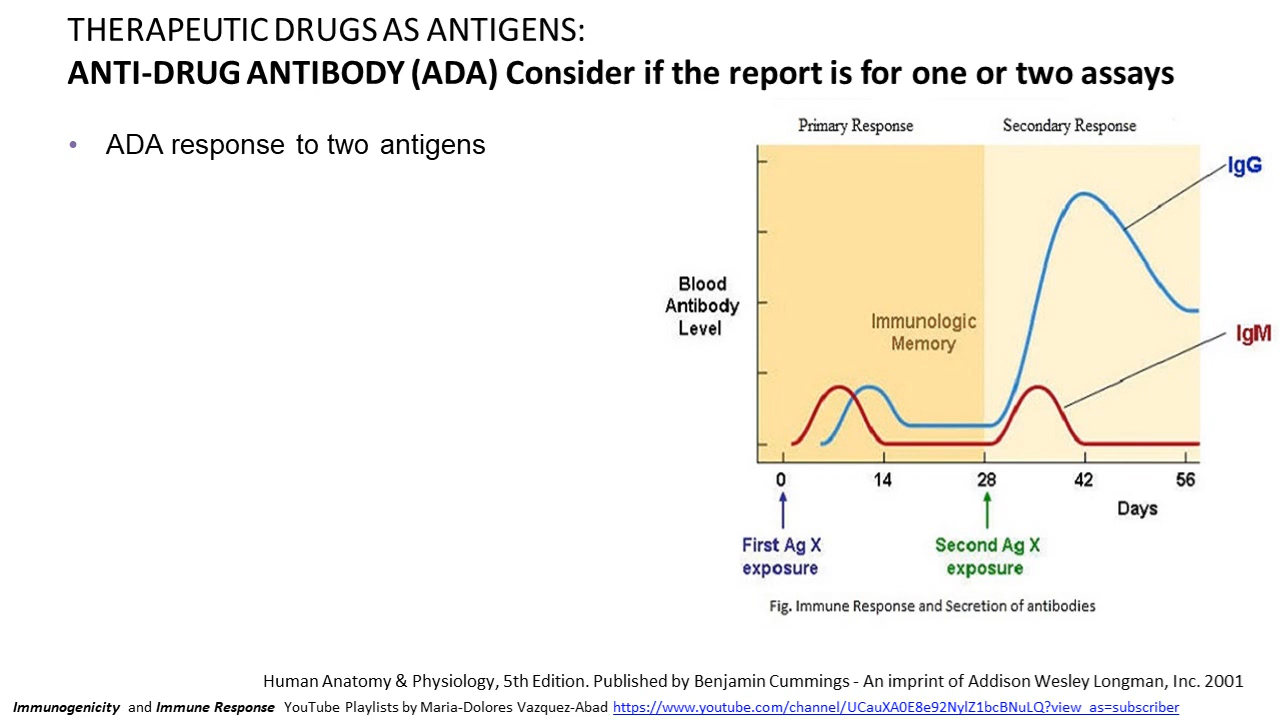 THERAPEUTIC DRUGS AS ANTIGENS:
ANTI-DRUG ANTIBODY (ADA) Consider if the report is for one or two assays
• ADA response to two antigens
Primary Response
Secondary Response
IgG
Blood
Antibody
Level
Immunologic
Memory
IgM
0
14
28
42
56
Days
First Ag X
exposure
Second Ag X
exposure
Fig. Immune Response and Secretion of antibodies
Human Anatomy & Physiology, 5th Edition. Published by Benjamin Cummings - An imprint of Addison Wesley Longman, Inc. 2001
Immunogenicity and Immune Response YouTube Playlists by Maria-Dolores Vazquez-Abad https://www.youtube.com/channel/UCauXA0E8e92NylZ1bcBNuLQ?view_as=subscriber